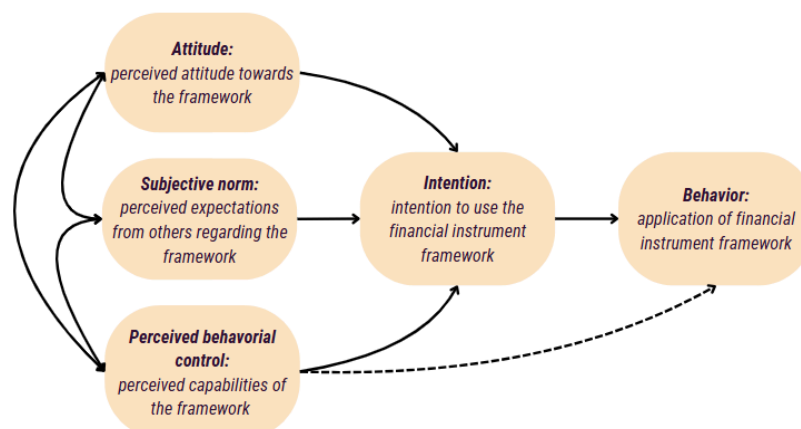 Attitude:
perceived attitude towards
the framework
Subjective norm:
perceived expectations
from others regarding the
framework
Perceived behavorial
control:
perceived capabilities of
the framework
Intention:
intention to use the
financial instrument
framework
Behavior:
application of financial
instrument framework